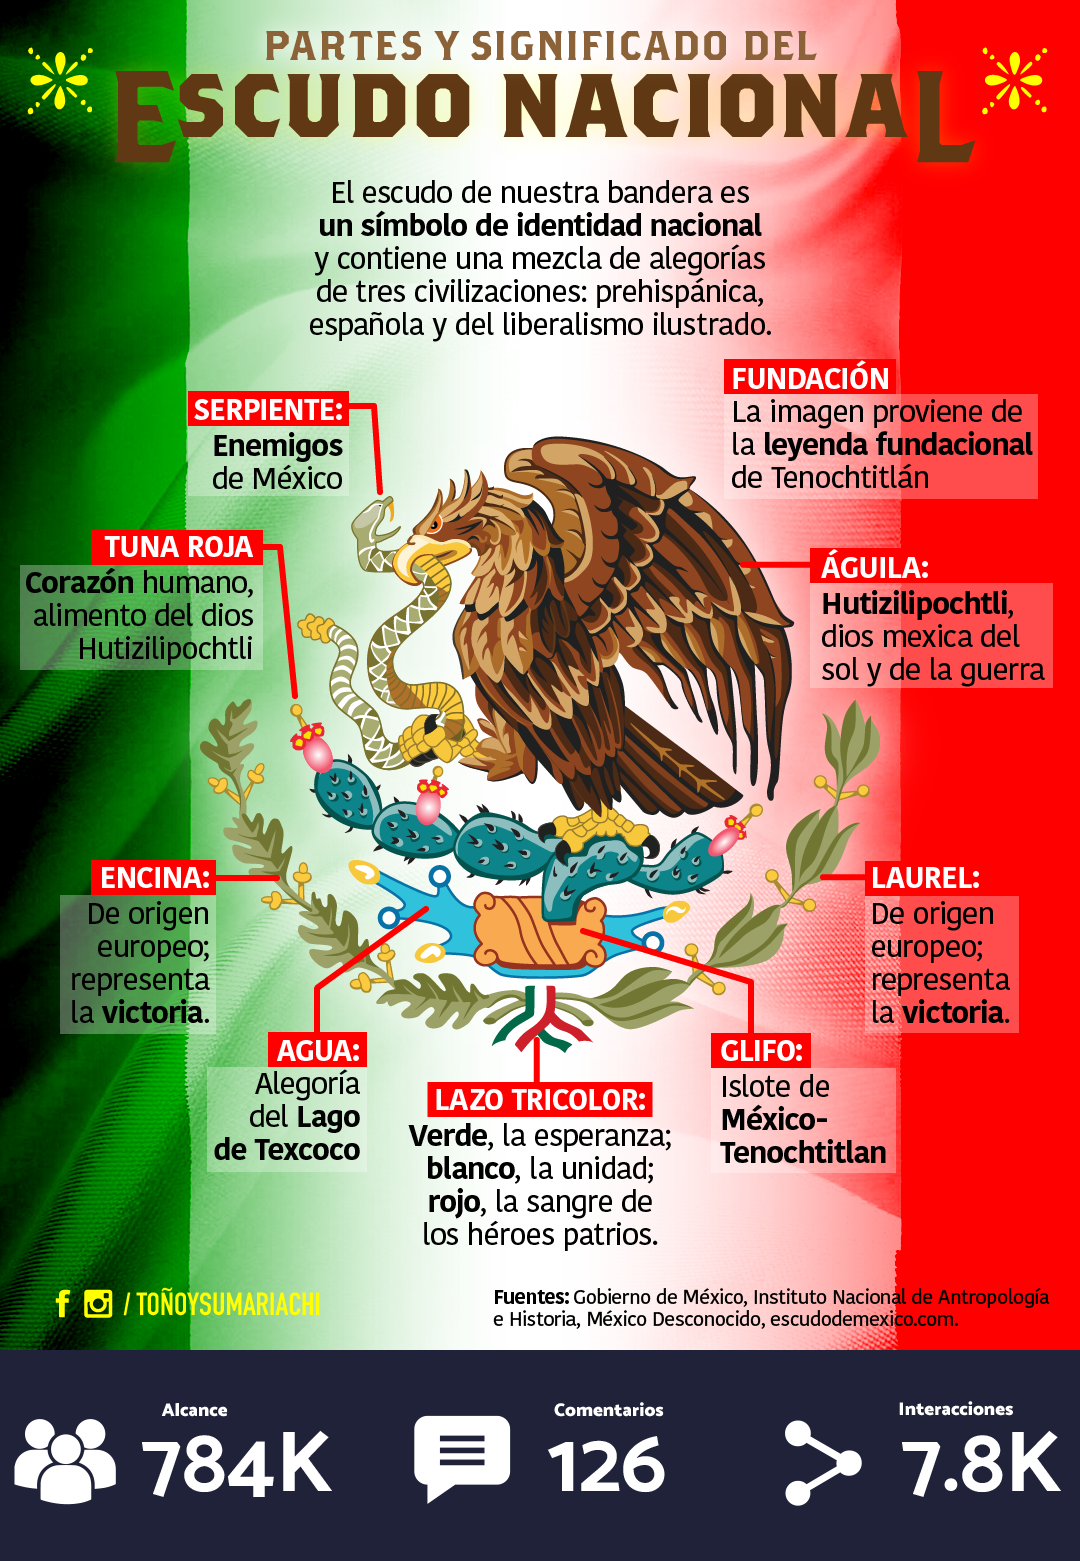 PARTES Y SIGNIFICADO DEL
ESCUDO NACIONAL
El escudo de nuestra bandera es
un símbolo de identidad nacional
y contiene una mezcla de alegorías
de tres civilizaciones: prehispánica,
española y del liberalismo ilustrado.
FUNDACIÓN
La imagen proviene de
la leyenda fundacional
de Tenochtitlán
SERPIENTE:
Enemigos
de México
TUNA ROJA
Corazón humano,
alimento del dios
Hutizilipochtli
ÁGUILA:
Hutizilipochtli,
dios mexica del
sol y de la guerra
ENCINA:
De origen
europeo;
representa
la victoria.
LAUREL:
De origen
europeo;
representa
la victoria.
AGUA:
Alegoría
del Lago
de Texcoco
LAZO TRICOLOR:
Verde, la esperanza;
blanco, la unidad;
rojo, la sangre de
los héroes patrios.
GLIFO:
Islote de
México-
Tenochtitlan
/ TOÑOYSUMARIACHI
Fuentes: Gobierno de México, Instituto Nacional de Antropología
e Historia, México Desconocido, escudodemexico.com.
Alcance
784K
Comentarios
126
Interacciones
7.8K